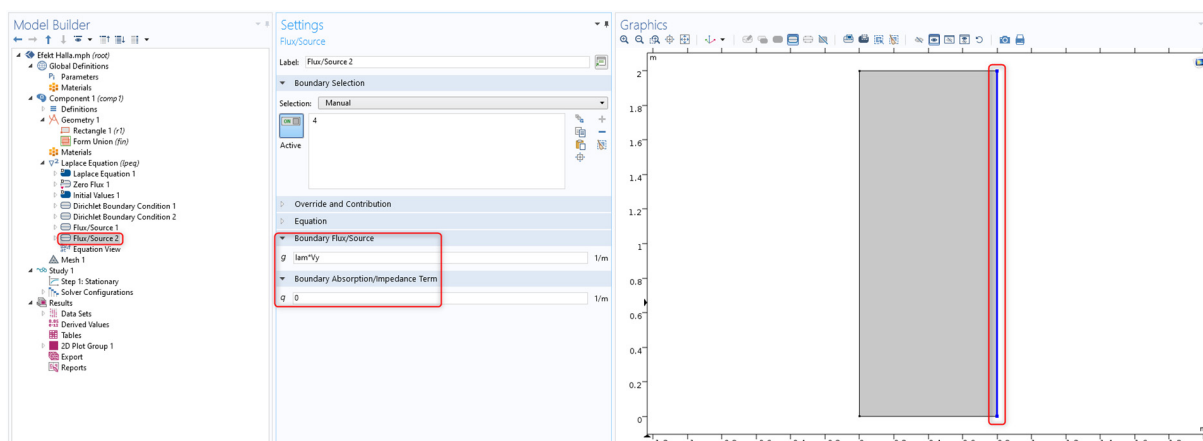 Model Builder
Efekt Halla.mph (root)
Global Definitions
Pi Parameters
Materials
Component 1 (comp1)
Definitions
Geometry 1
Rectangle 1 (r1)
Form Union (fin)
Materials
Laplace Equation (lpeq)
Laplace Equation 1
Zero Flux 1
Initial Values 1
Dirichlet Boundary Condition 1
Dirichlet Boundary Condition 2
Flux/Source 1
Flux/Source 2
Equation View
Mesh 1
Study 1
Step 1: Stationary
Solver Configurations
Results
Data Sets
Derived Values
Tables
2D Plot Group 1
Export
Reports
Settings
Flux/Source
Label: Flux/Source 2
Boundary Selection
Selection: Manual
4
Active
Override and Contribution
Equation
Boundary Flux/Source
g lam*Vy 1/m
Boundary Absorption/Impedance Term
q 0 1/m
Graphics
m
2
1.8
1.6
1.4
1.2
1
0.8
0.6
0.4
0.2
0